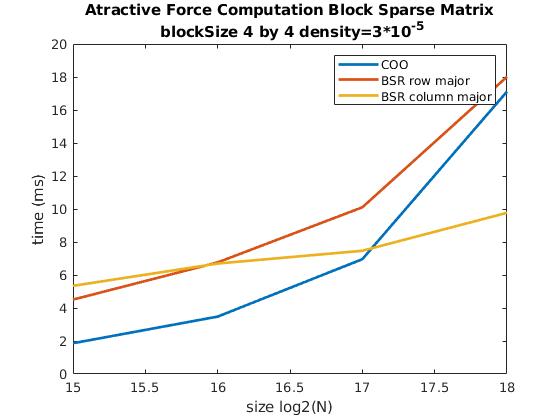 Atractive Force Computation Block Sparse Matrix
blockSize 4 by 4 density=3*10^-5
COO
BSR row major
BSR column major
time (ms)
20
18
16
14
12
10
8
6
4
2
0
15
15.5
16
16.5
17
17.5
18
size log2(N)